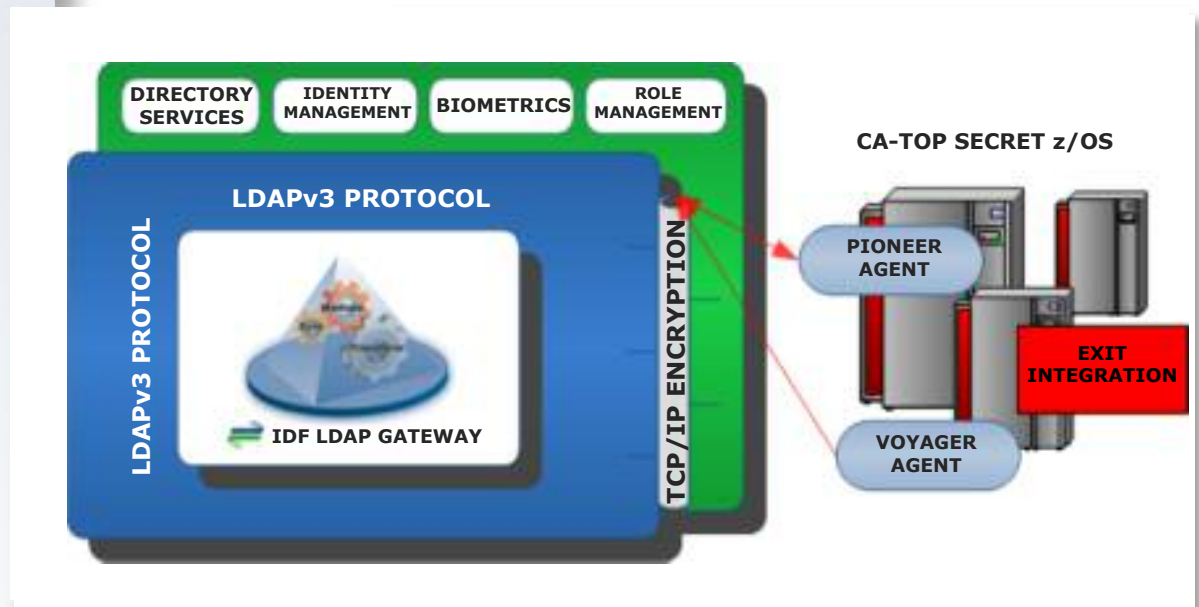 DIRECTORY
SERVICES
IDENTITY
MANAGEMENT
BIOMETRICS
ROLE
MANAGEMENT
CA-TOP SECRET z/OS
LDAPv3 PROTOCOL
LDAPv3 PROTOCOL
TCP/IP ENCRYPTION
PIONEER
AGENT
EXIT
INTEGRATION
IDF LDAP GATEWAY
VOYAGER
AGENT